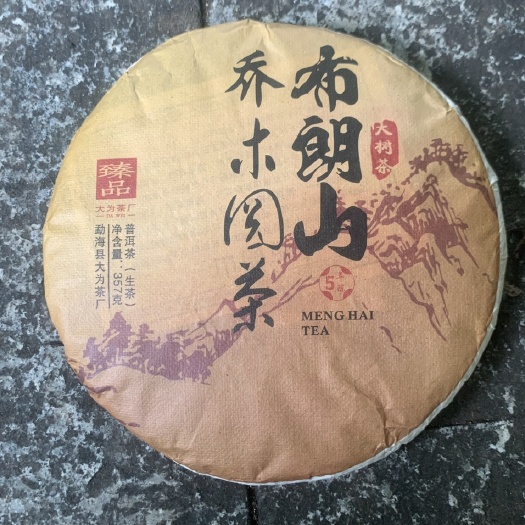 布朗山
乔木圆茶
大树茶
臻品
大为茶厂
普洱茶（生茶）
净含量：357克
勐海县大为茶厂
5
MENG HAI
TEA